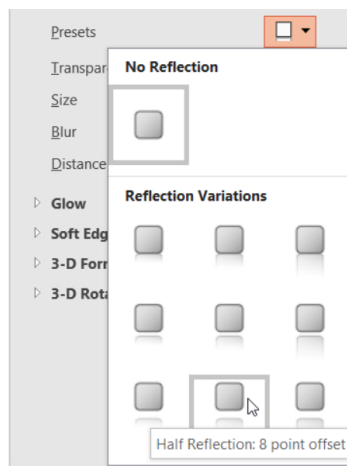 Presets
Transpar
No Reflection
Size
Blur
Distance
Reflection Variations
Glow
Soft Edg
3-D Forr
3-D Rota
Half Reflection: 8 point offset